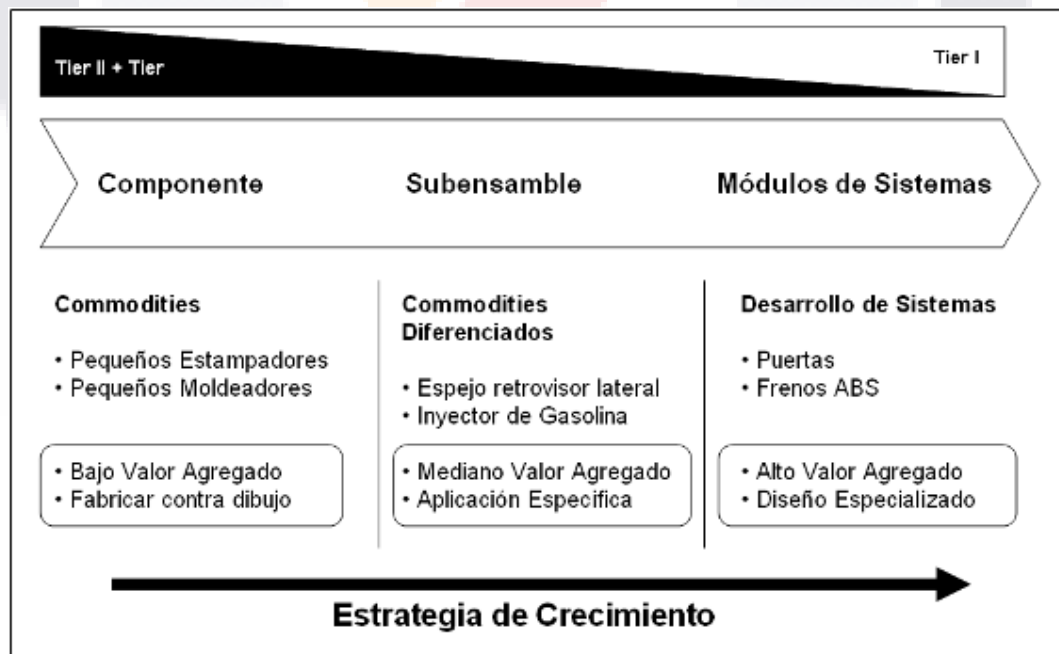 Tier II + Tier
Tier I
Componente
Subensamble
Módulos de Sistemas
Commodities
• Pequeños Estampadores
• Pequeños Moldeadores
• Bajo Valor Agregado
• Fabricar contra dibujo
Commodities
Diferenciados
• Espejo retrovisor lateral
• Inyector de Gasolina
• Mediano Valor Agregado
• Aplicación Especifica
Desarrollo de Sistemas
• Puertas
• Frenos ABS
• Alto Valor Agregado
• Diseño Especializado
Estrategia de Crecimiento